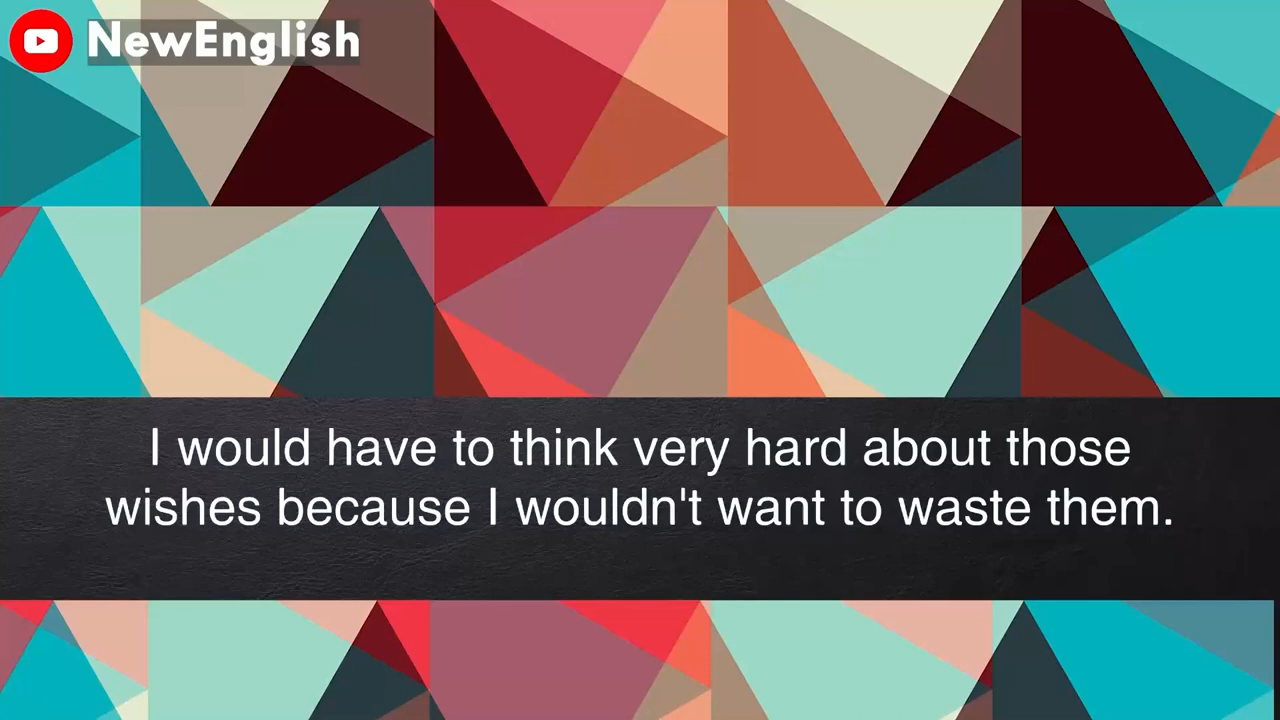 NewEnglish
I would have to think very hard about those
wishes because I wouldn't want to waste them.